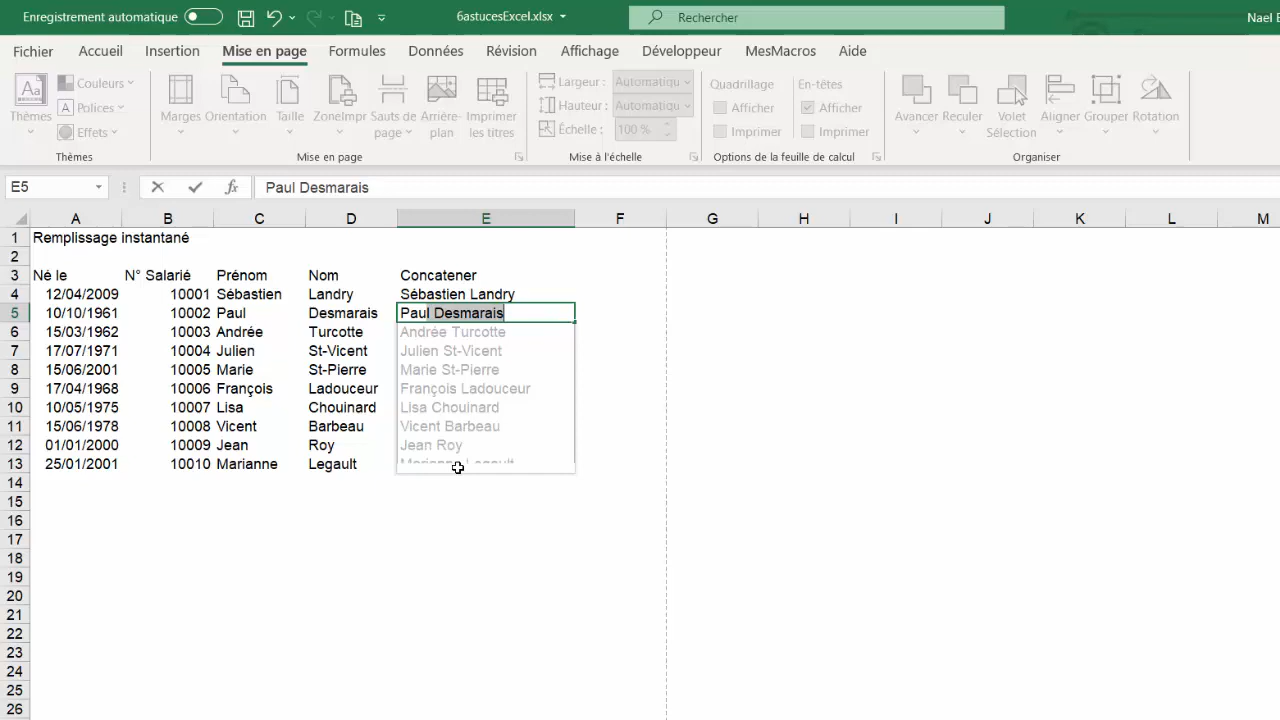 Enregistrement automatique 6astucesExcel.xlsx Rechercher Nael E
Fichier Accueil Insertion Mise en page Formules Données Révision Affichage Développeur MesMacros Aide
Thèmes Couleurs Polices Effets Marges Orientation Taille ZoneImpr Sauts de page Arrière-plan Imprimer les titres Largeur : Automatiqu Hauteur : Automatiqu Échelle : 100 % Quadrillage Afficher Imprimer En-têtes Afficher Imprimer Avancer Reculer Volet Sélection Aligner Grouper Rotation
Thèmes Mise en page Mise à l'échelle Options de la feuille de calcul Organiser
E5 fx Paul Desmarais
A B C D E F G H I J K L M
1 Remplissage instantané
2
3 Né le N° Salarié Prénom Nom Concatener
4 12/04/2009 10001 Sébastien Landry Sébastien Landry
5 10/10/1961 10002 Paul Desmarais Paul Desmarais
6 15/03/1962 10003 Andrée Turcotte Andrée Turcotte
7 17/07/1971 10004 Julien St-Vicent Julien St-Vicent
8 15/06/2001 10005 Marie St-Pierre Marie St-Pierre
9 17/04/1968 10006 François Ladouceur François Ladouceur
10 10/05/1975 10007 Lisa Chouinard Lisa Chouinard
11 15/06/1978 10008 Vicent Barbeau Vicent Barbeau
12 01/01/2000 10009 Jean Roy Jean Roy
13 25/01/2001 10010 Marianne Legault Marianne Legault
14
15
16
17
18
19
20
21
22
23
24
25
26